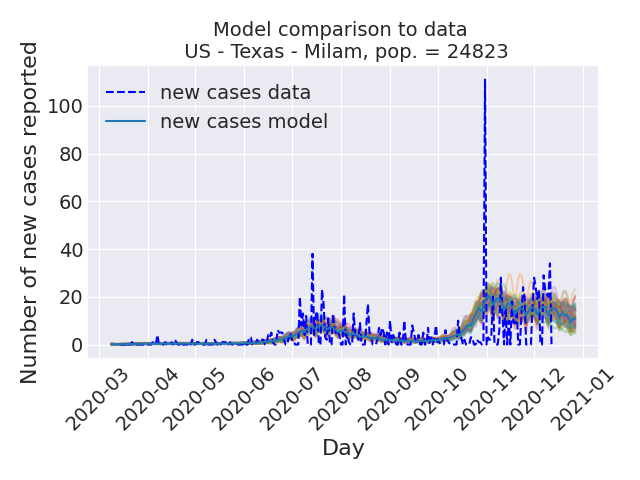 Model comparison to data
US - Texas - Milam, pop. = 24823
Number of new cases reported
100
80
60
40
20
0
new cases data
new cases model
2020-03
2020-04
2020-05
2020-06
2020-07
2020-08
2020-09
2020-10
2020-11
2020-12
2021-01
Day